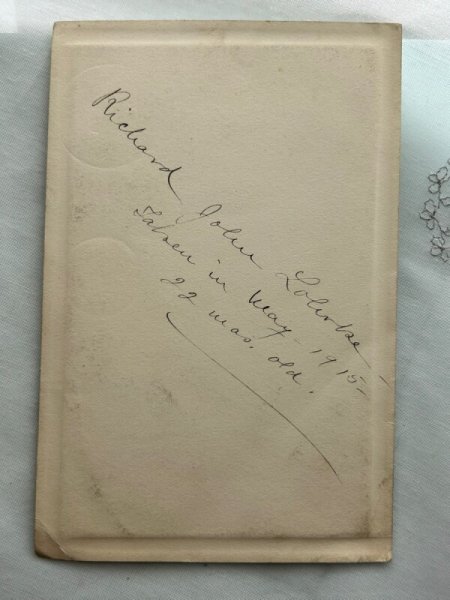 Richard John Lohrke –
Taken in May – 1915 –
22 mos. old.